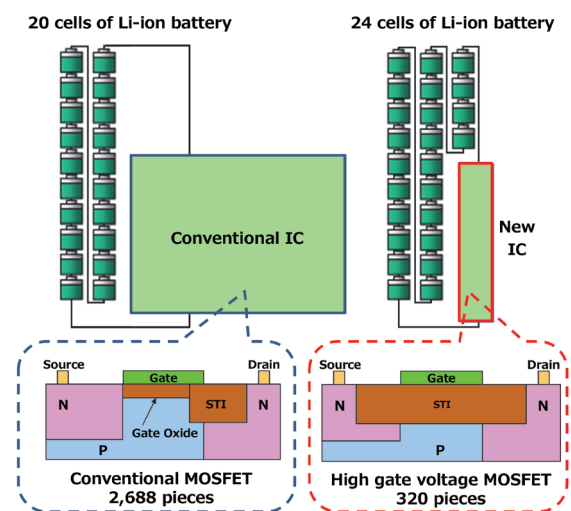 20 cells of Li-ion battery
24 cells of Li-ion battery
Conventional IC
New
IC
Source
Gate
Drain
N
STI
N
Gate Oxide
P
Conventional MOSFET
2,688 pieces
Source
Gate
Drain
N
STI
N
P
High gate voltage MOSFET
320 pieces